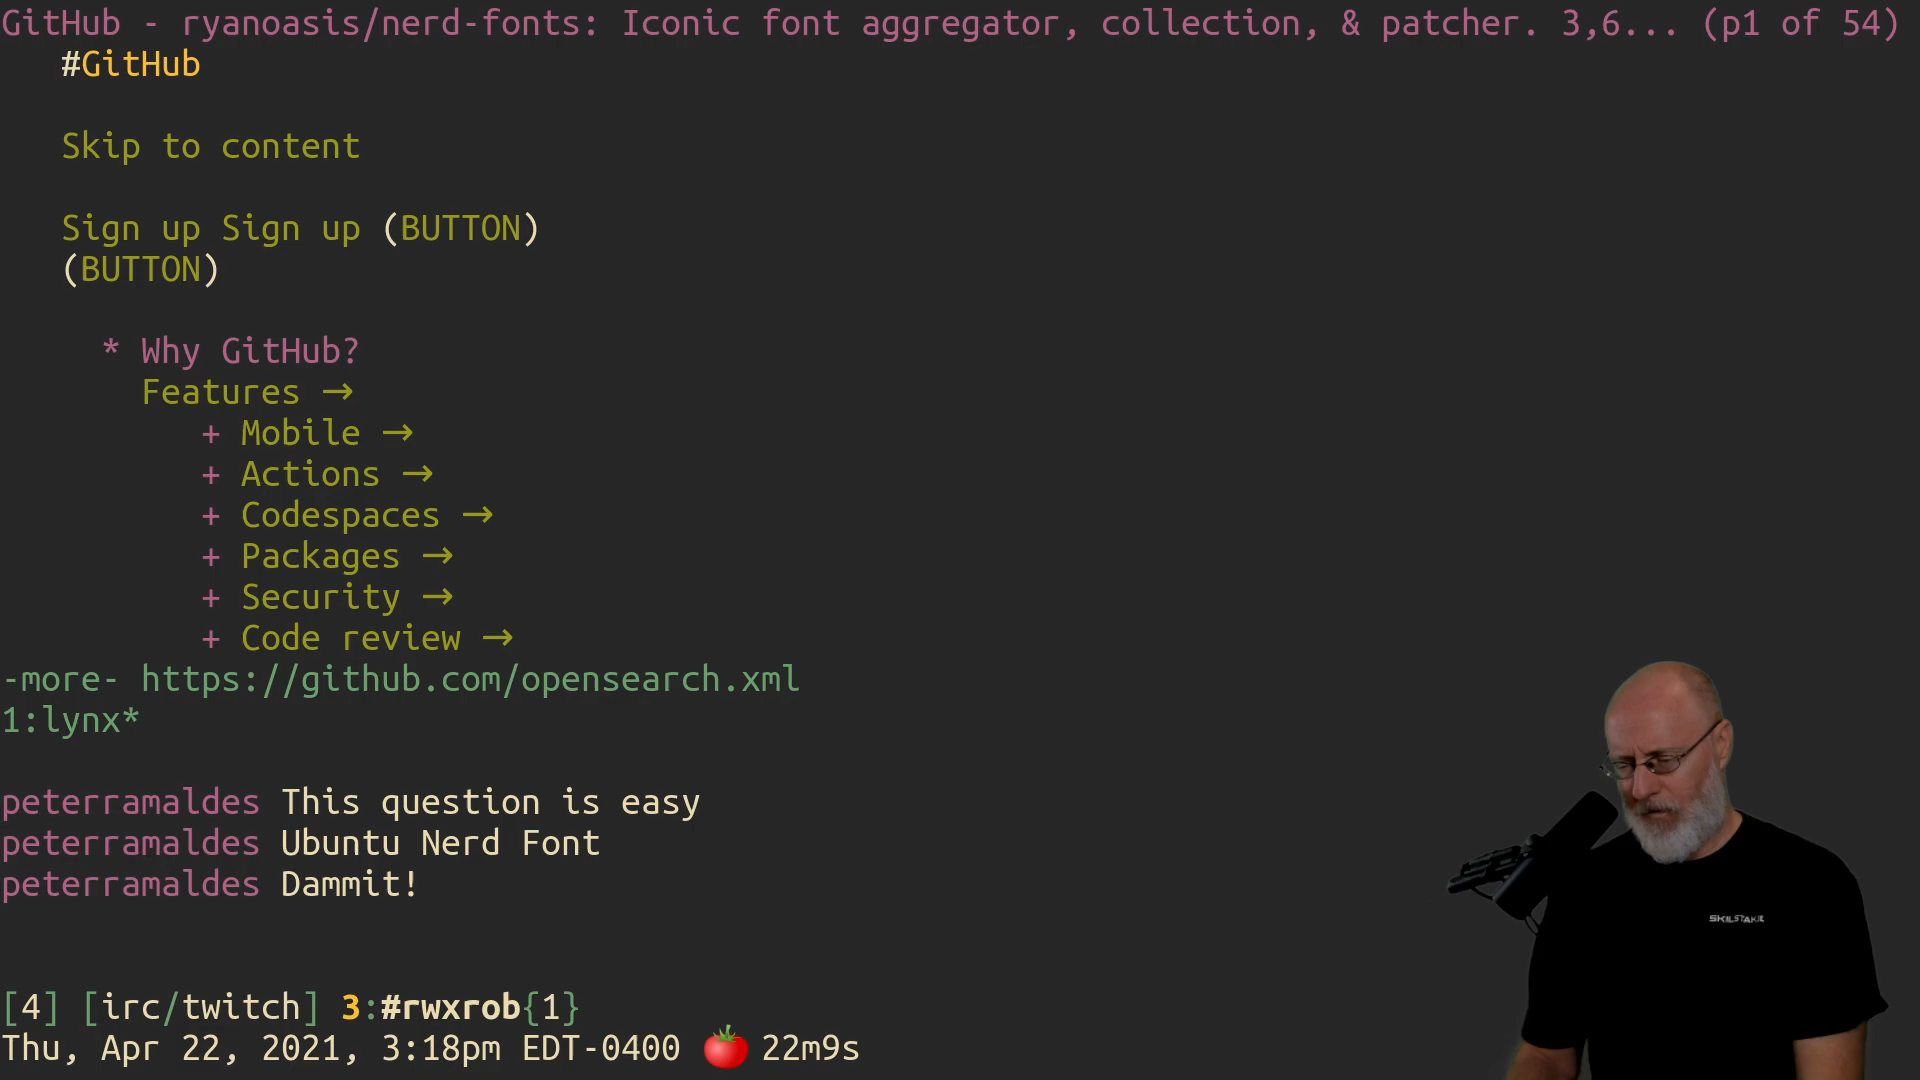 GitHub - ryanoasis/nerd-fonts: Iconic font aggregator, collection, & patcher. 3,6... (p1 of 54)
#GitHub
Skip to content
Sign up Sign up (BUTTON)
(BUTTON)
* Why GitHub?
Features →
+ Mobile →
+ Actions →
+ Codespaces →
+ Packages →
+ Security →
+ Code review →
-more- https://github.com/opensearch.xml
1:lynx*
peterramaldes This question is easy
peterramaldes Ubuntu Nerd Font
peterramaldes Dammit!
SKILSTAK.IO
[4] [irc/twitch] 3:#rwxrob{1}
Thu, Apr 22, 2021, 3:18pm EDT-0400 🍅 22m9s